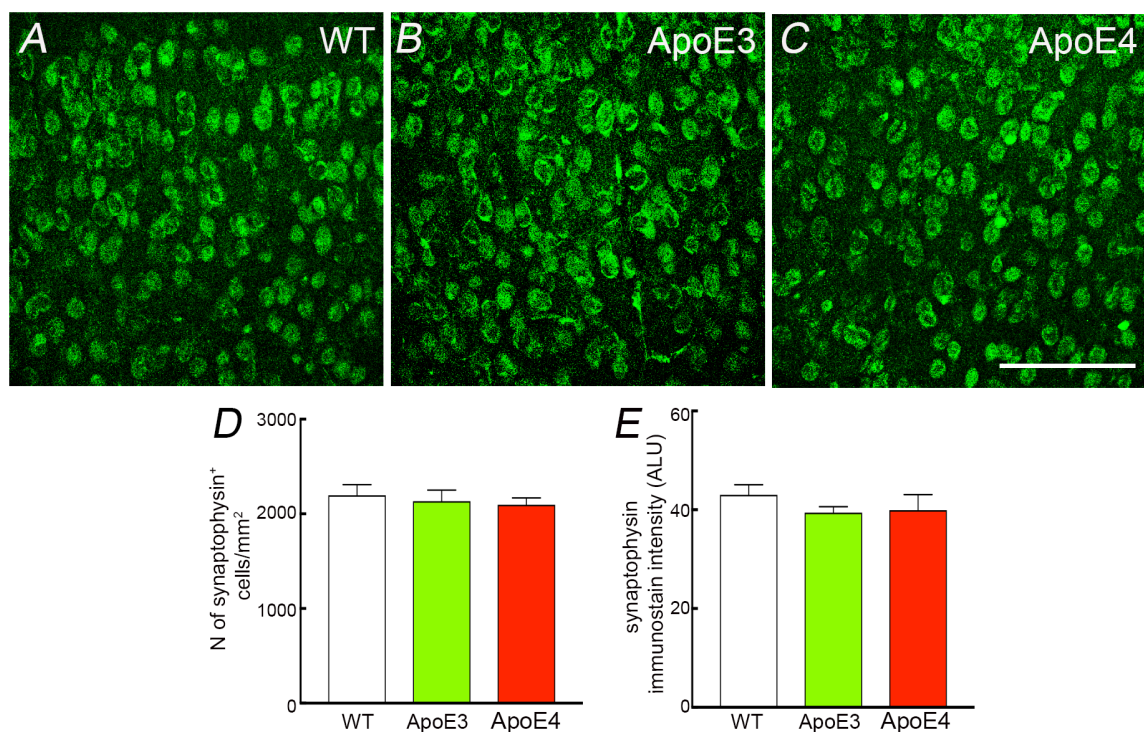 A
WT
B
ApoE3
C
ApoE4
D
N of synaptophysin⁺
cells/mm²
3000
2000
1000
0
WT
ApoE3
ApoE4
E
synaptophysin
immunostain intensity (ALU)
60
40
20
0
WT
ApoE3
ApoE4